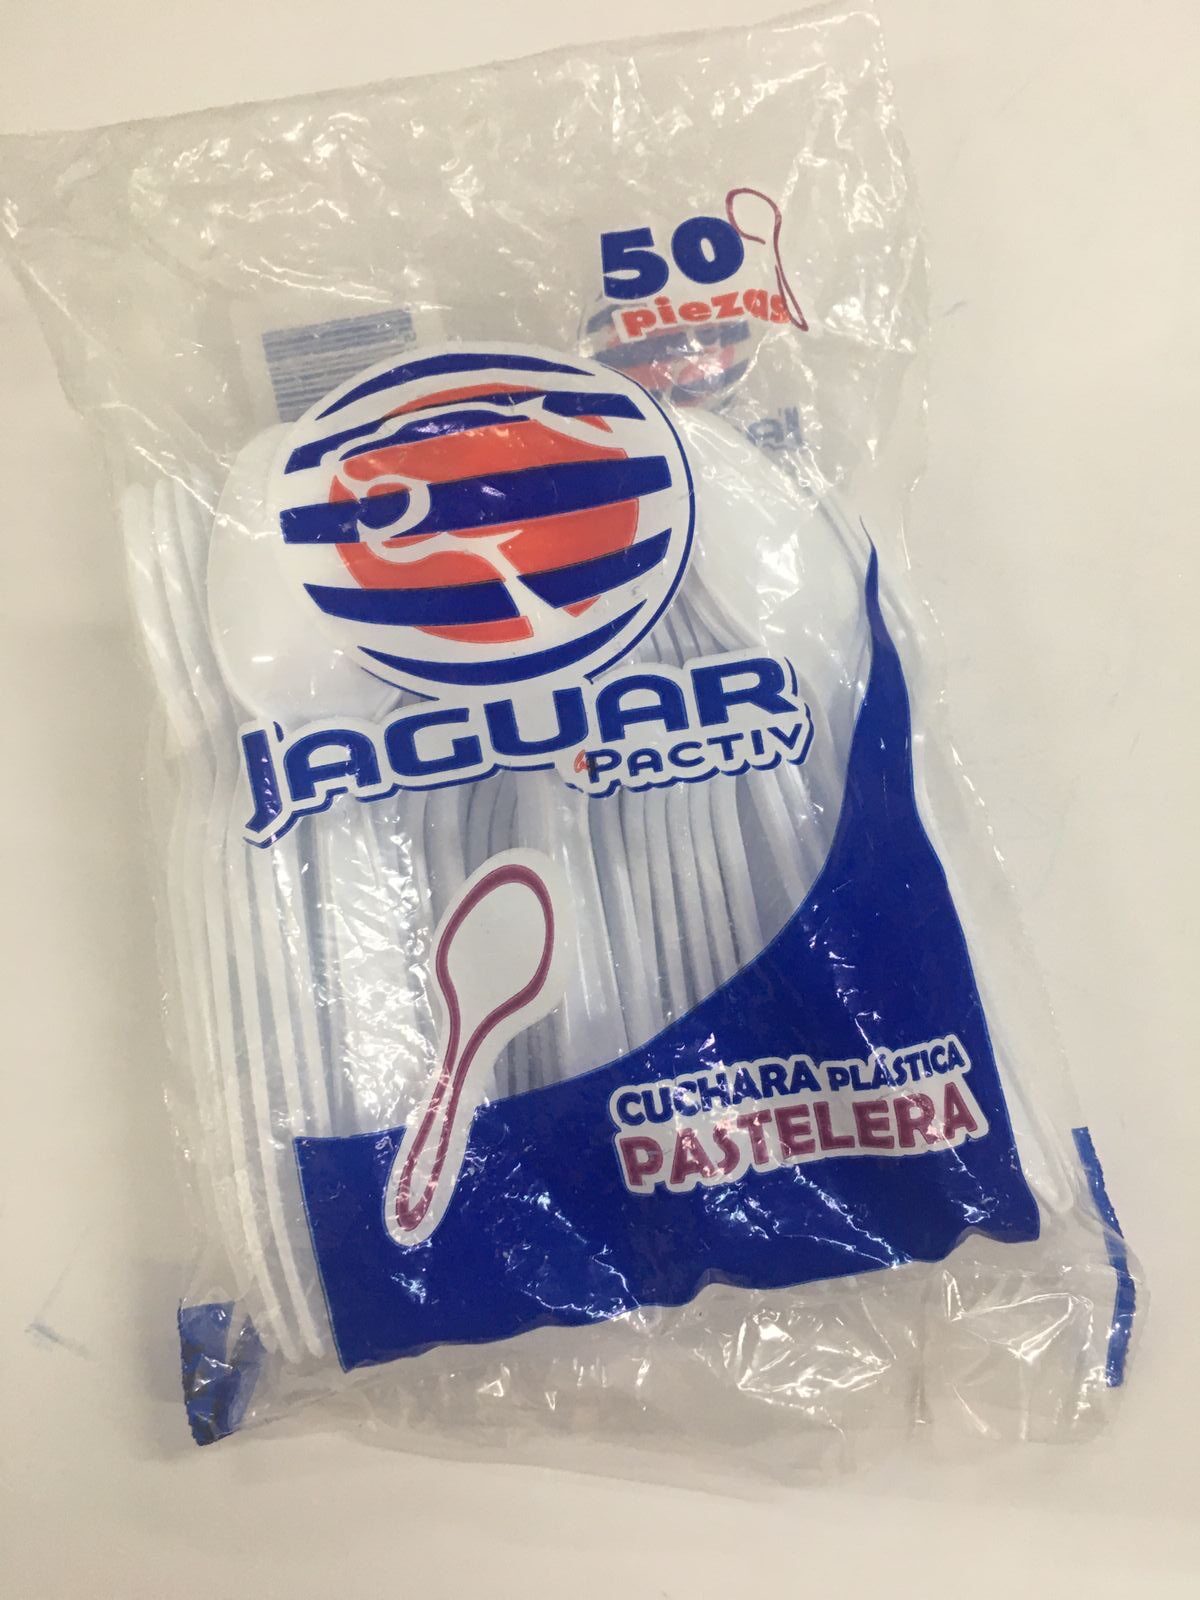 50
piezas
JAGUAR
PACTIV
CUCHARA PLÁSTICA
PASTELERA